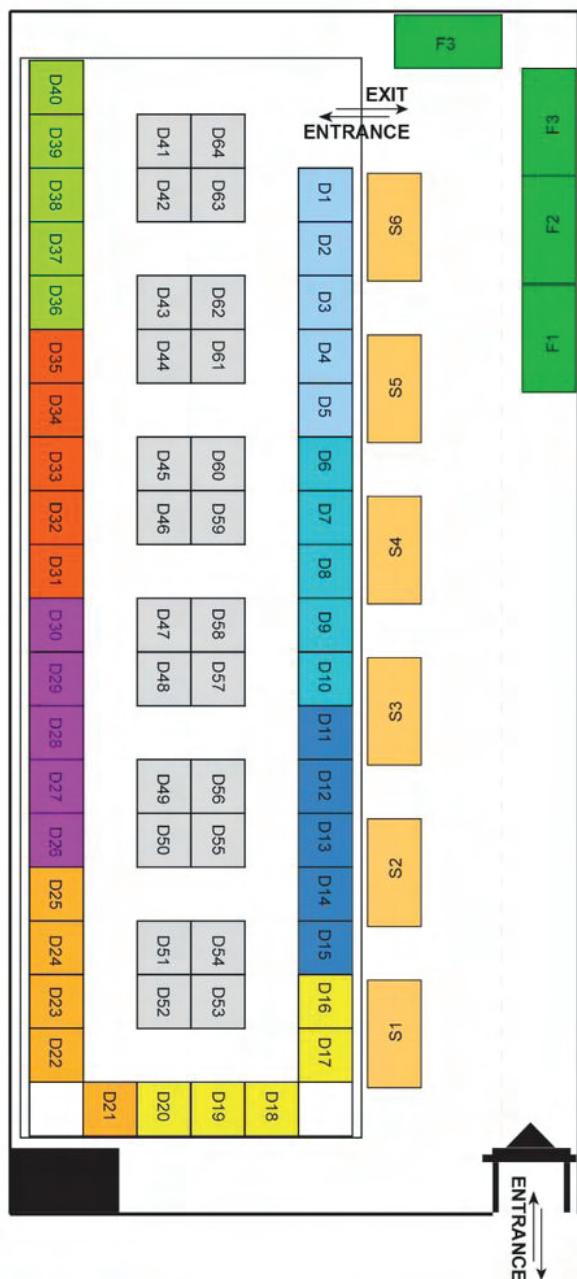 F3
D40
EXIT
F3
ENTRANCE
D39
D41 D64
D38
D42 D63
D1
S6
D37
D2
F2
D36
D43 D62
D3
D35
D44 D61
D4
S5
F1
D34
D5
D33
D45 D60
D6
D32
D46 D59
D7
S4
D31
D8
D30
D47 D58
D9
D29
D48 D57
D10
S3
D28
D11
D27
D49 D56
D12
D26
D50 D55
D13
S2
D25
D14
D24
D51 D54
D15
D23
D52 D53
D16
S1
D22
D17
D21 D20 D19 D18
ENTRANCE